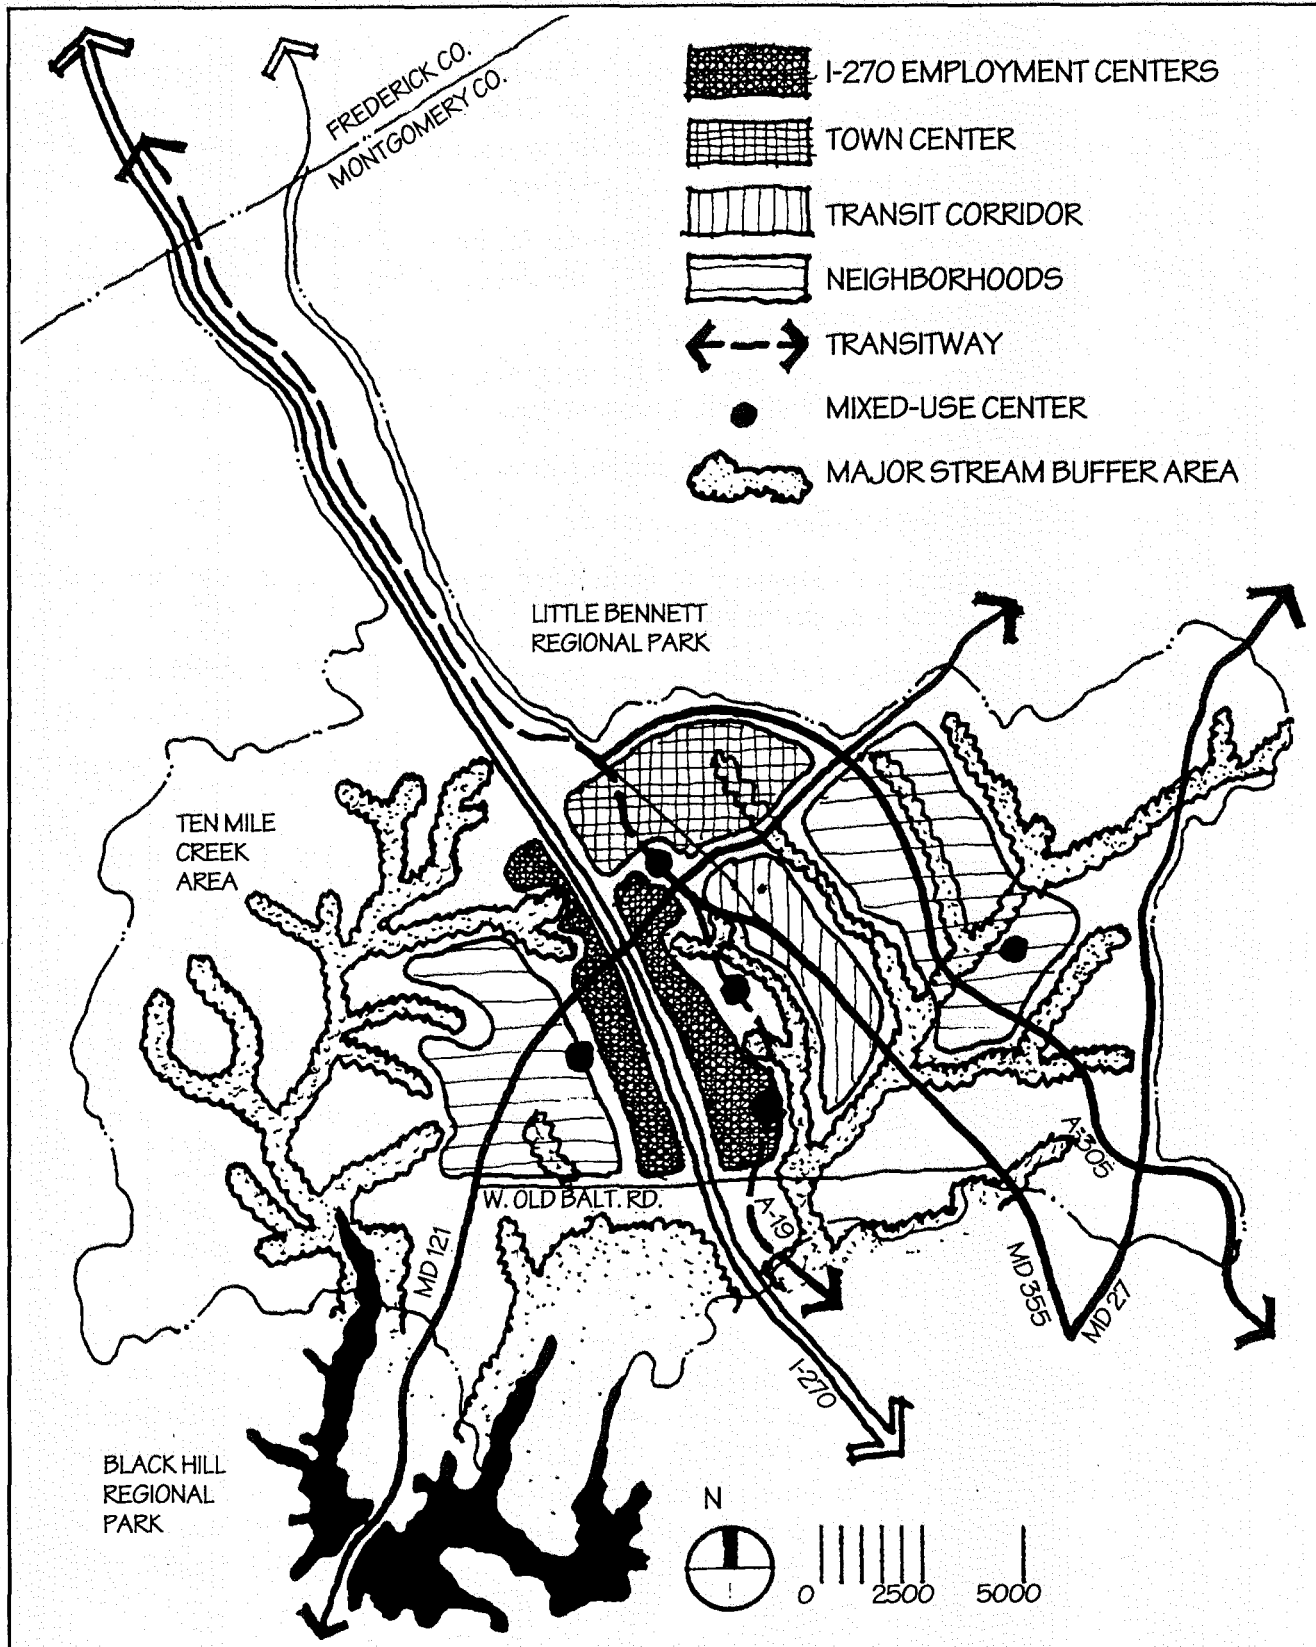 FREDERICK CO.
MONTGOMERY CO.
I-270 EMPLOYMENT CENTERS
TOWN CENTER
TRANSIT CORRIDOR
NEIGHBORHOODS
TRANSITWAY
MIXED-USE CENTER
MAJOR STREAM BUFFER AREA
LITTLE BENNETT
REGIONAL PARK
TEN MILE
CREEK
AREA
W. OLD BALT. RD.
MD 121
A-19
A-305
MD 355
MD 27
I-270
BLACK HILL
REGIONAL
PARK
N
0 2500 5000